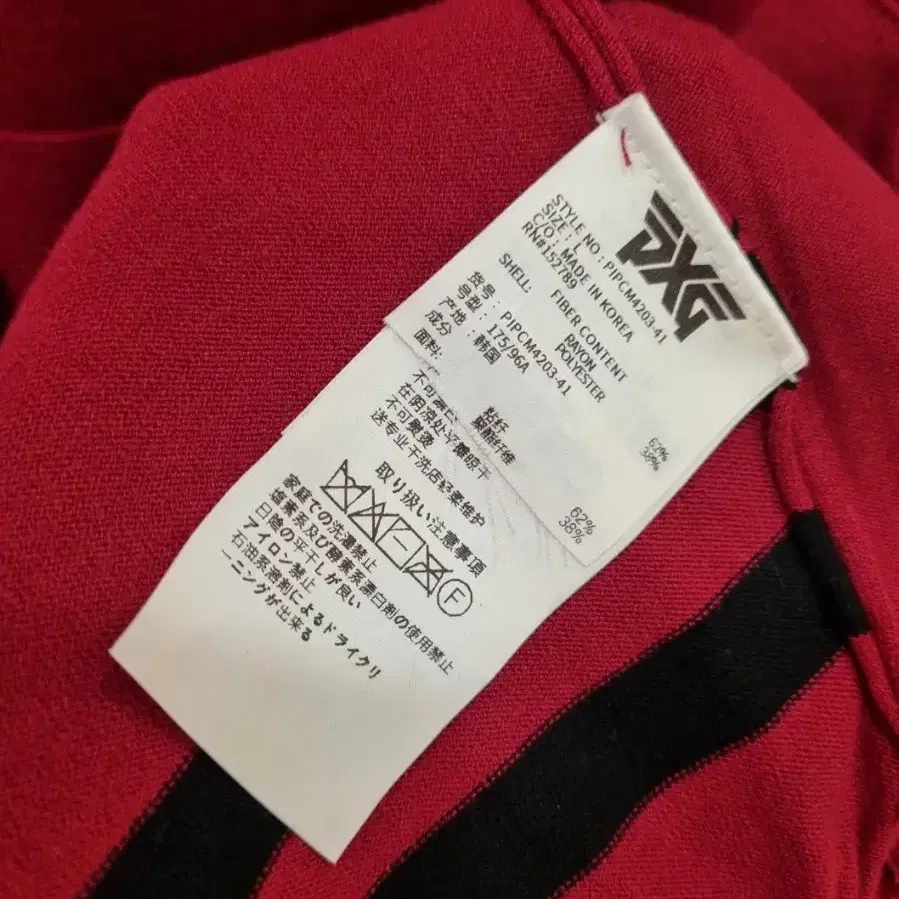 PXG
STYLE NO : PIPCM4203-41
SIZE : L
C/O : MADE IN KOREA
RN#152789
FIBER CONTENT
SHELL:
RAYON 62%
POLYESTER 38%
货号 : PIPCM4203-41
号型 : 175/96A
产地 : 韩国
成分
面料:
粘纤 62%
聚酯纤维 38%
在阴凉处平摊晾干
不可熨烫
送专业干洗店轻柔维护
取り扱い注意事項
F
家庭での洗濯禁止
塩素系及び酸素系漂白剤の使用禁止
日陰の平干しが良い
アイロン禁止
石油系溶剤によるドライクリ
ーニングが出来る